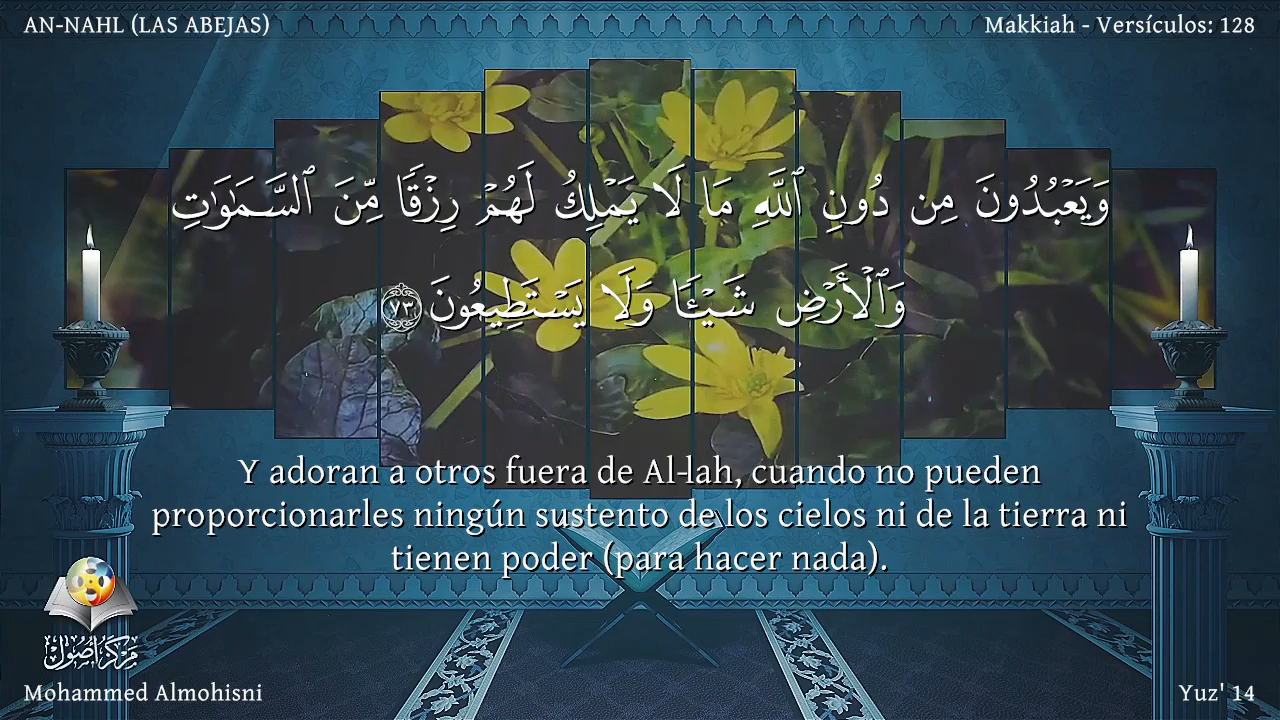 AN-NAHL (LAS ABEJAS)
Makkiah - Versículos: 128
وَيَعْبُدُونَ مِن دُونِ ٱللَّهِ مَا لَا يَمْلِكُ لَهُمْ رِزْقًا مِّنَ ٱلسَّمَـٰوَٰتِ
وَٱلْأَرْضِ شَيْـًٔا وَلَا يَسْتَطِيعُونَ ٧٣
Y adoran a otros fuera de Al-lah, cuando no pueden
proporcionarles ningún sustento de los cielos ni de la tierra ni
tienen poder (para hacer nada).
مركز أصول
Mohammed Almohisni
Yuz' 14